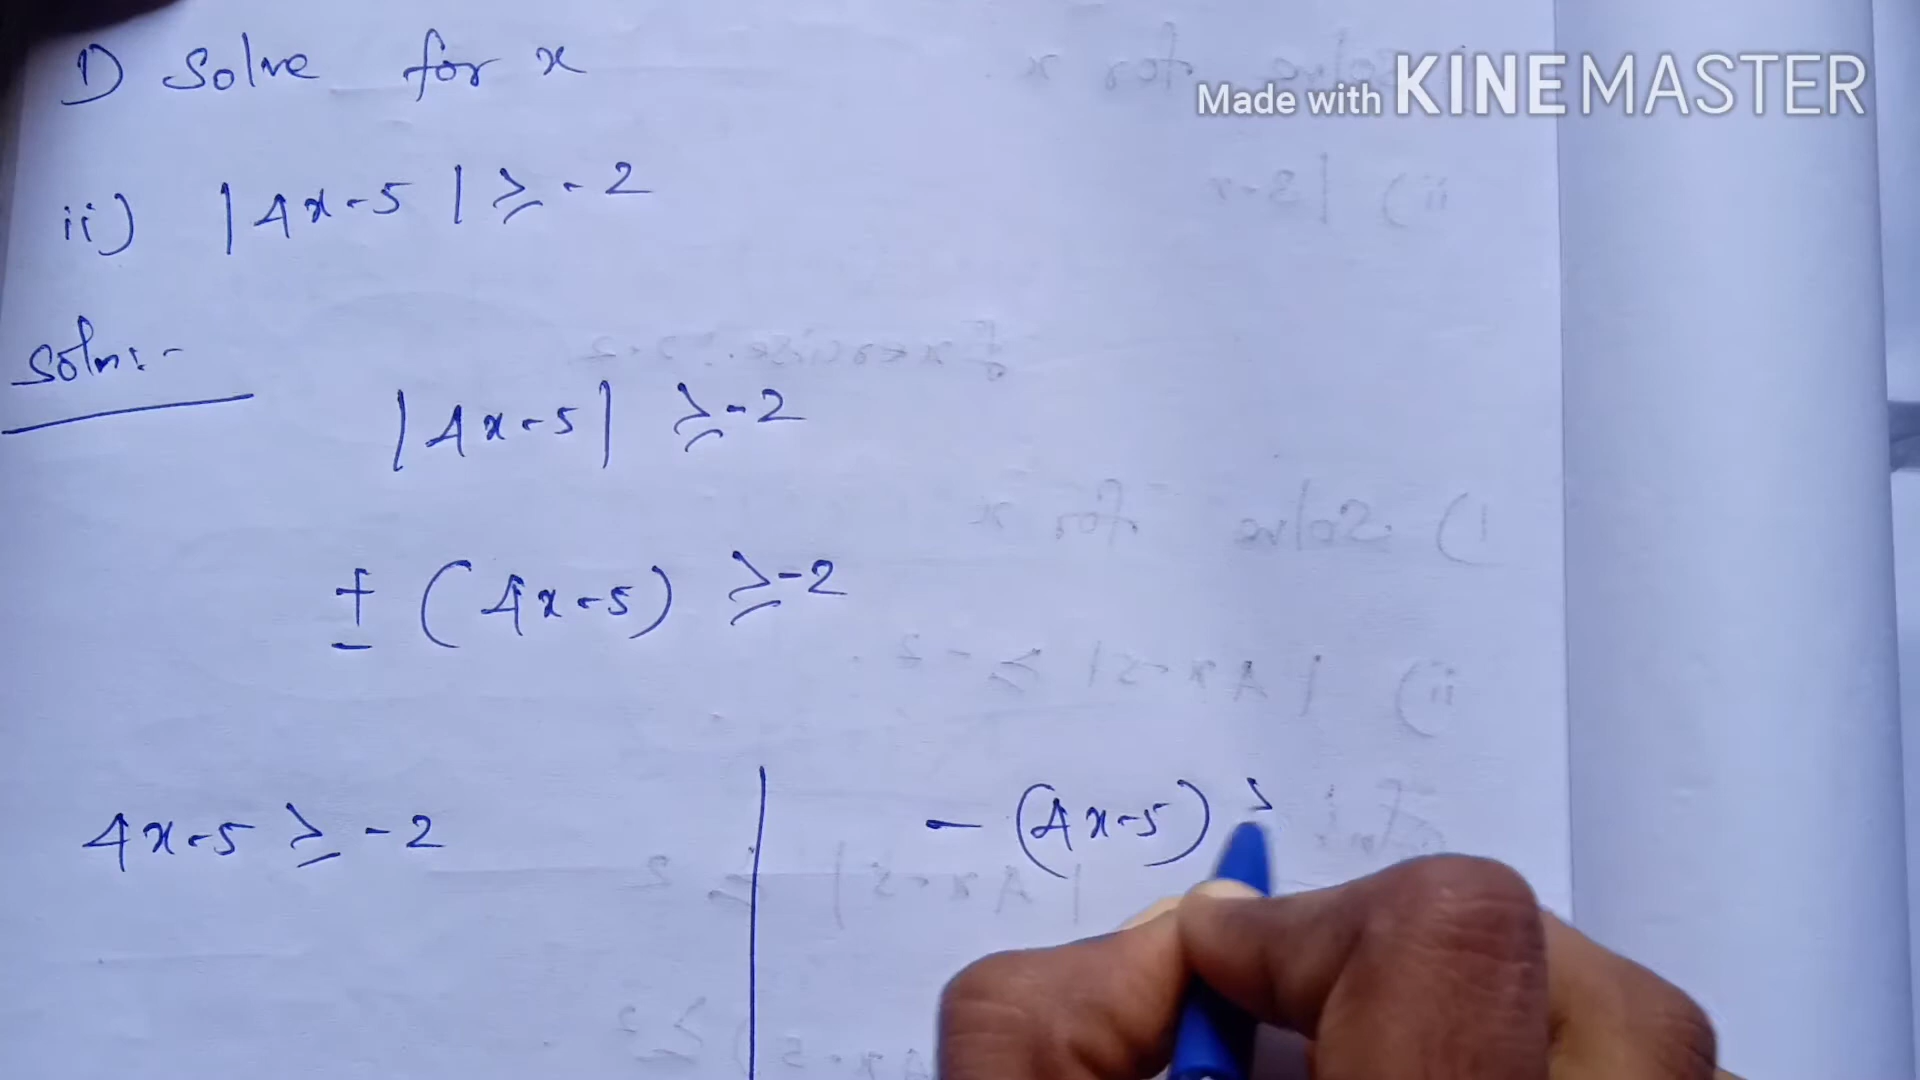 1) Solve for x
Made with KINEMASTER
ii) |4x-5| ≥ -2
Soln:-
|4x-5| ≥ -2
± (4x-5) ≥ -2
4x-5 ≥ -2
- (4x-5) >